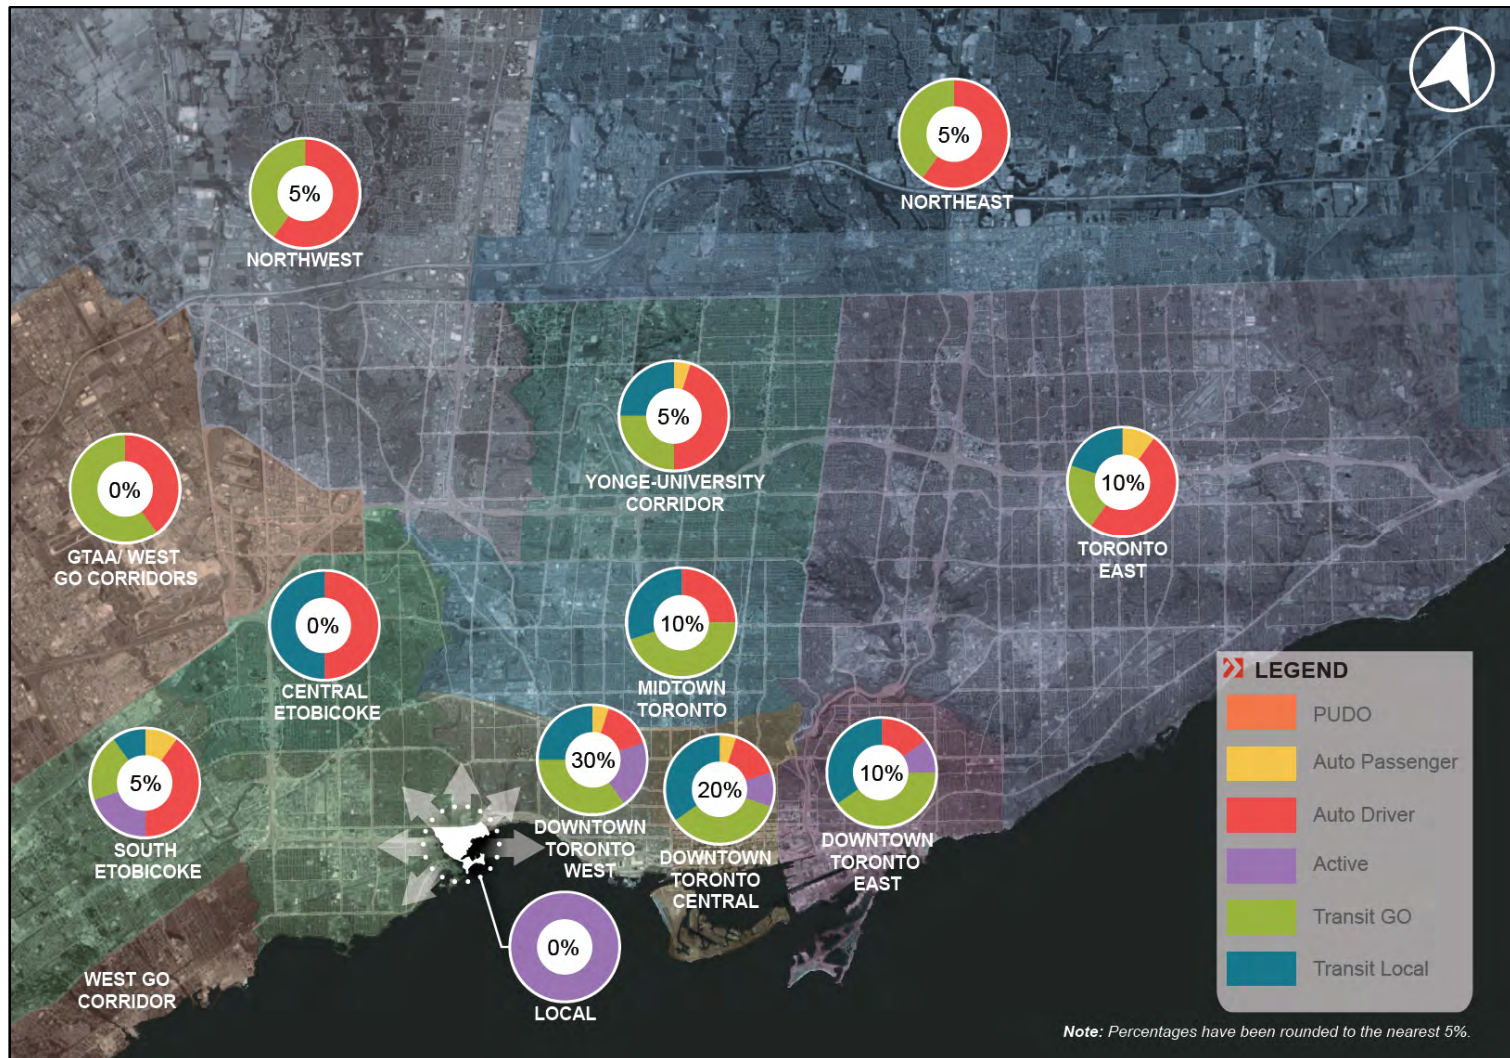 5%
NORTHEAST
5%
NORTHWEST
5%
YONGE-UNIVERSITY
CORRIDOR
0%
GTAA/ WEST
GO CORRIDORS
10%
TORONTO
EAST
0%
CENTRAL
ETOBICOKE
10%
MIDTOWN
TORONTO
5%
SOUTH
ETOBICOKE
30%
DOWNTOWN
TORONTO
WEST
20%
DOWNTOWN
TORONTO
CENTRAL
10%
DOWNTOWN
TORONTO
EAST
0%
LOCAL
WEST GO
CORRIDOR
LEGEND
PUDO
Auto Passenger
Auto Driver
Active
Transit GO
Transit Local
Note: Percentages have been rounded to the nearest 5%.